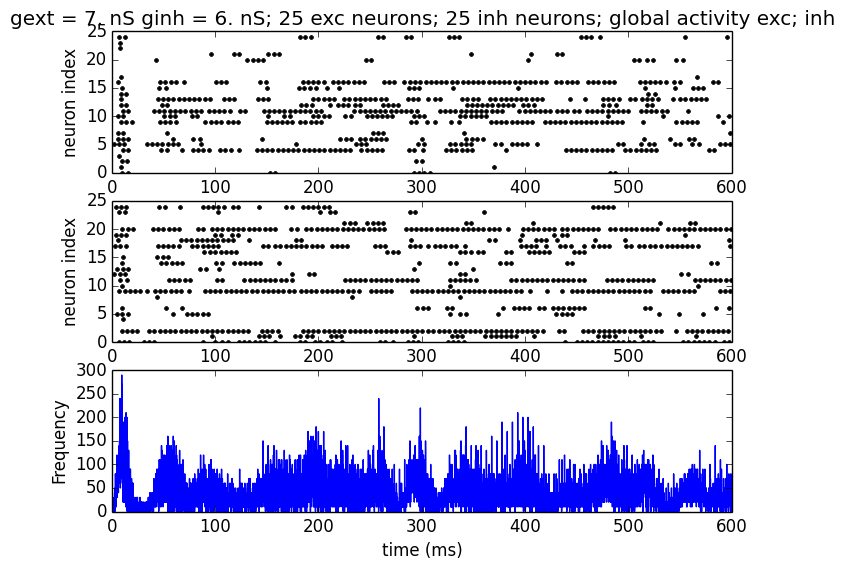 gext = 7. nS ginh = 6. nS; 25 exc neurons; 25 inh neurons; global activity exc; inh
25
20
15
10
5
0
neuron index
0 100 200 300 400 500 600
25
20
15
10
5
0
neuron index
0 100 200 300 400 500 600
300
250
200
150
100
50
0
Frequency
0 100 200 300 400 500 600
time (ms)